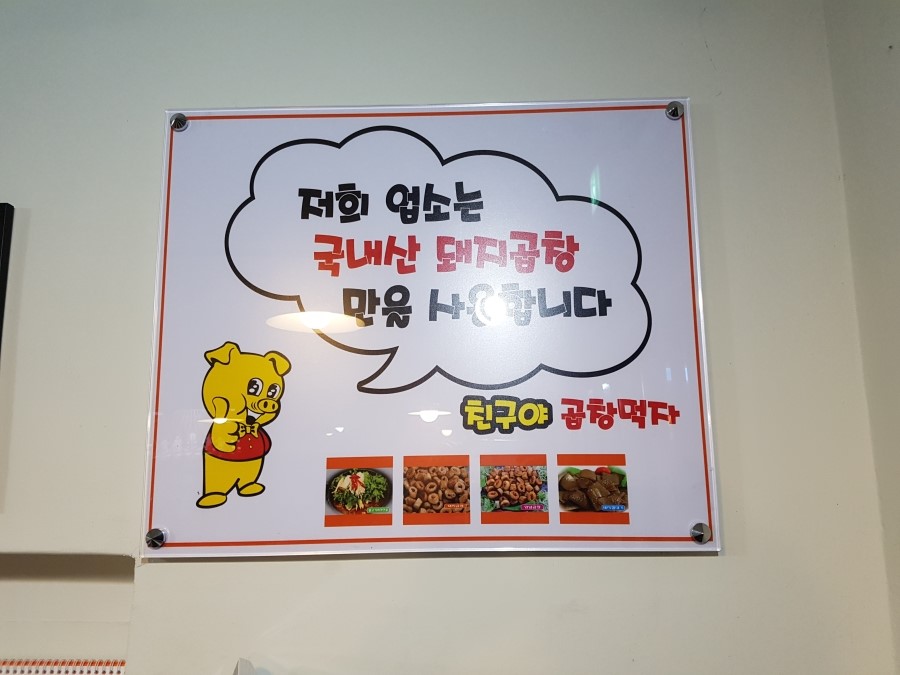 저희 업소는
국내산 돼지곱창
만을 사용합니다
친구야 곱창먹자